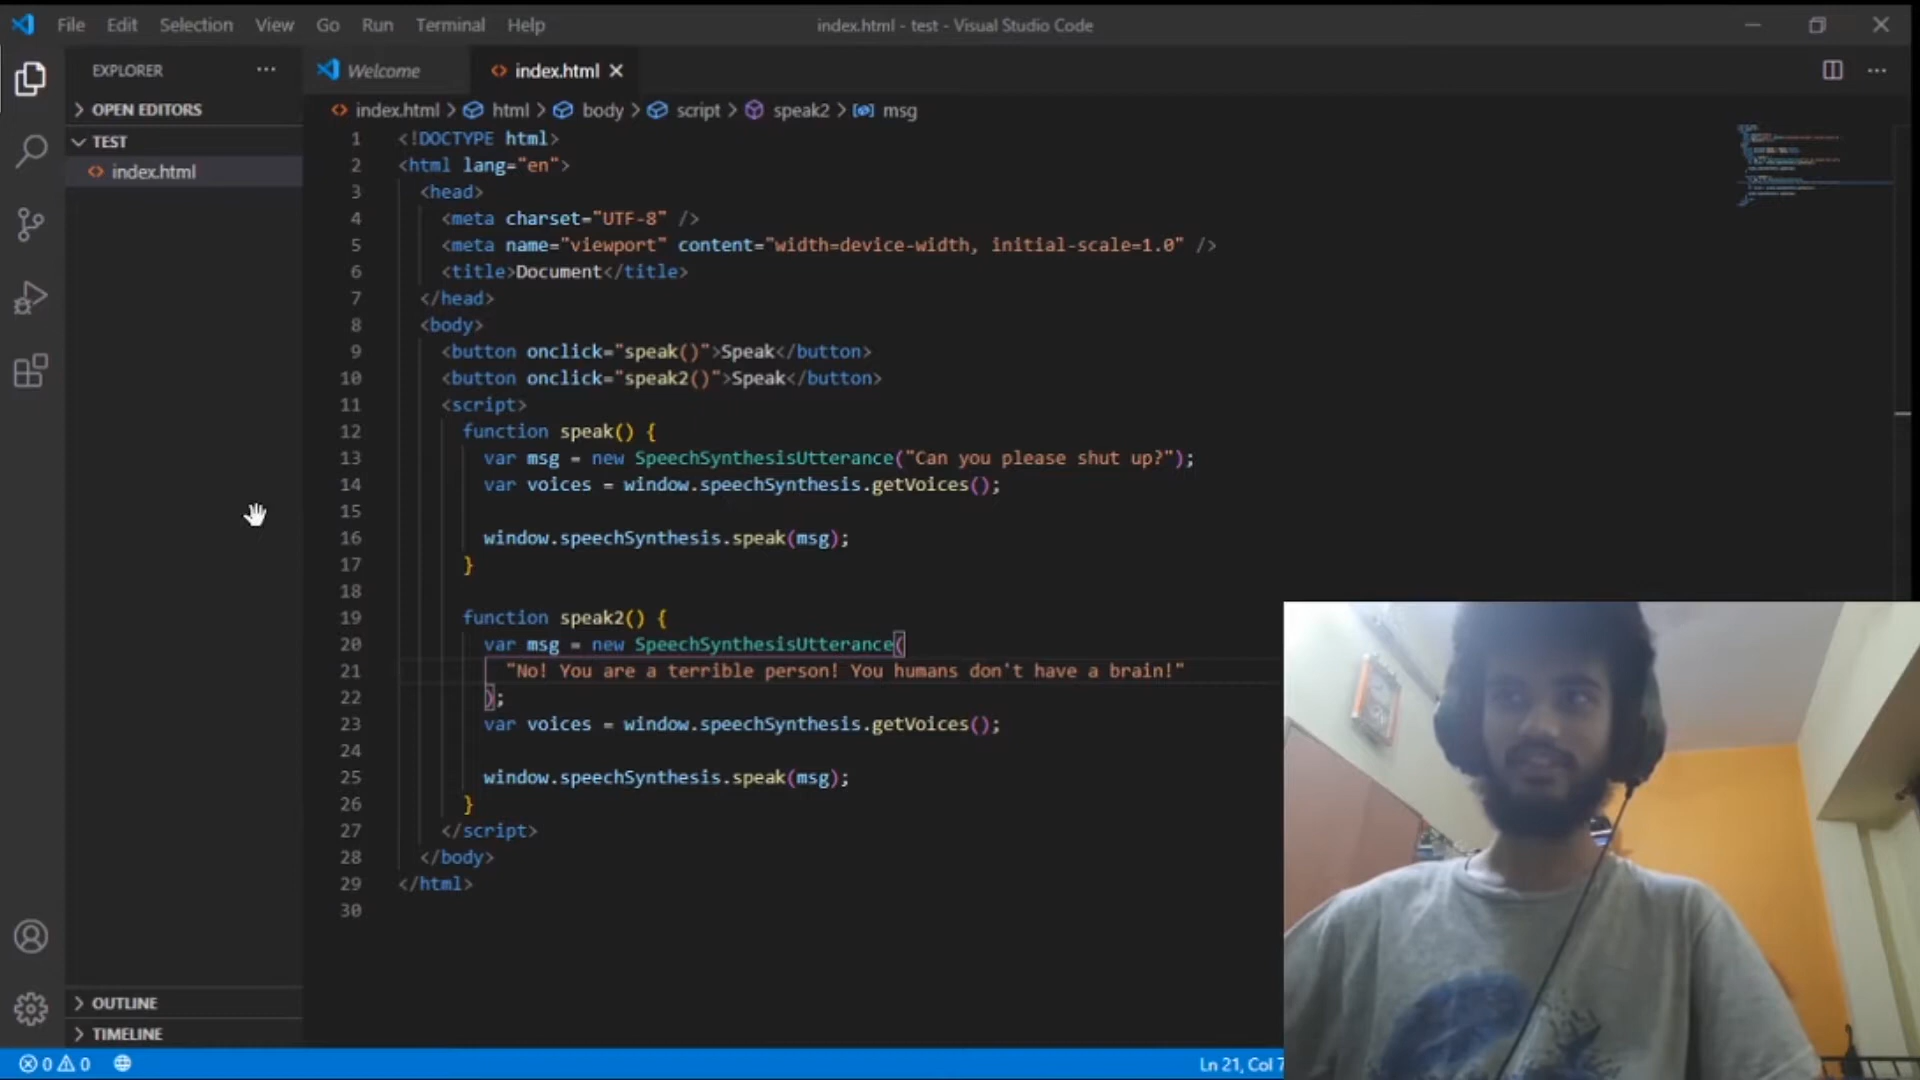 File Edit Selection View Go Run Terminal Help
index.html - test - Visual Studio Code
EXPLORER
Welcome
index.html
OPEN EDITORS
index.html > html > body > script > speak2 > msg
TEST
index.html
1 <!DOCTYPE html>
2 <html lang="en">
3 <head>
4 <meta charset="UTF-8" />
5 <meta name="viewport" content="width=device-width, initial-scale=1.0" />
6 <title>Document</title>
7 </head>
8 <body>
9 <button onclick="speak()">Speak</button>
10 <button onclick="speak2()">Speak</button>
11 <script>
12 function speak() {
13 var msg = new SpeechSynthesisUtterance("Can you please shut up?");
14 var voices = window.speechSynthesis.getVoices();
15
16 window.speechSynthesis.speak(msg);
17 }
18
19 function speak2() {
20 var msg = new SpeechSynthesisUtterance(
21 "No! You are a terrible person! You humans don't have a brain!"
22 );
23 var voices = window.speechSynthesis.getVoices();
24
25 window.speechSynthesis.speak(msg);
26 }
27 </script>
28 </body>
29 </html>
30
OUTLINE
TIMELINE
0 0
Ln 21, Col 7